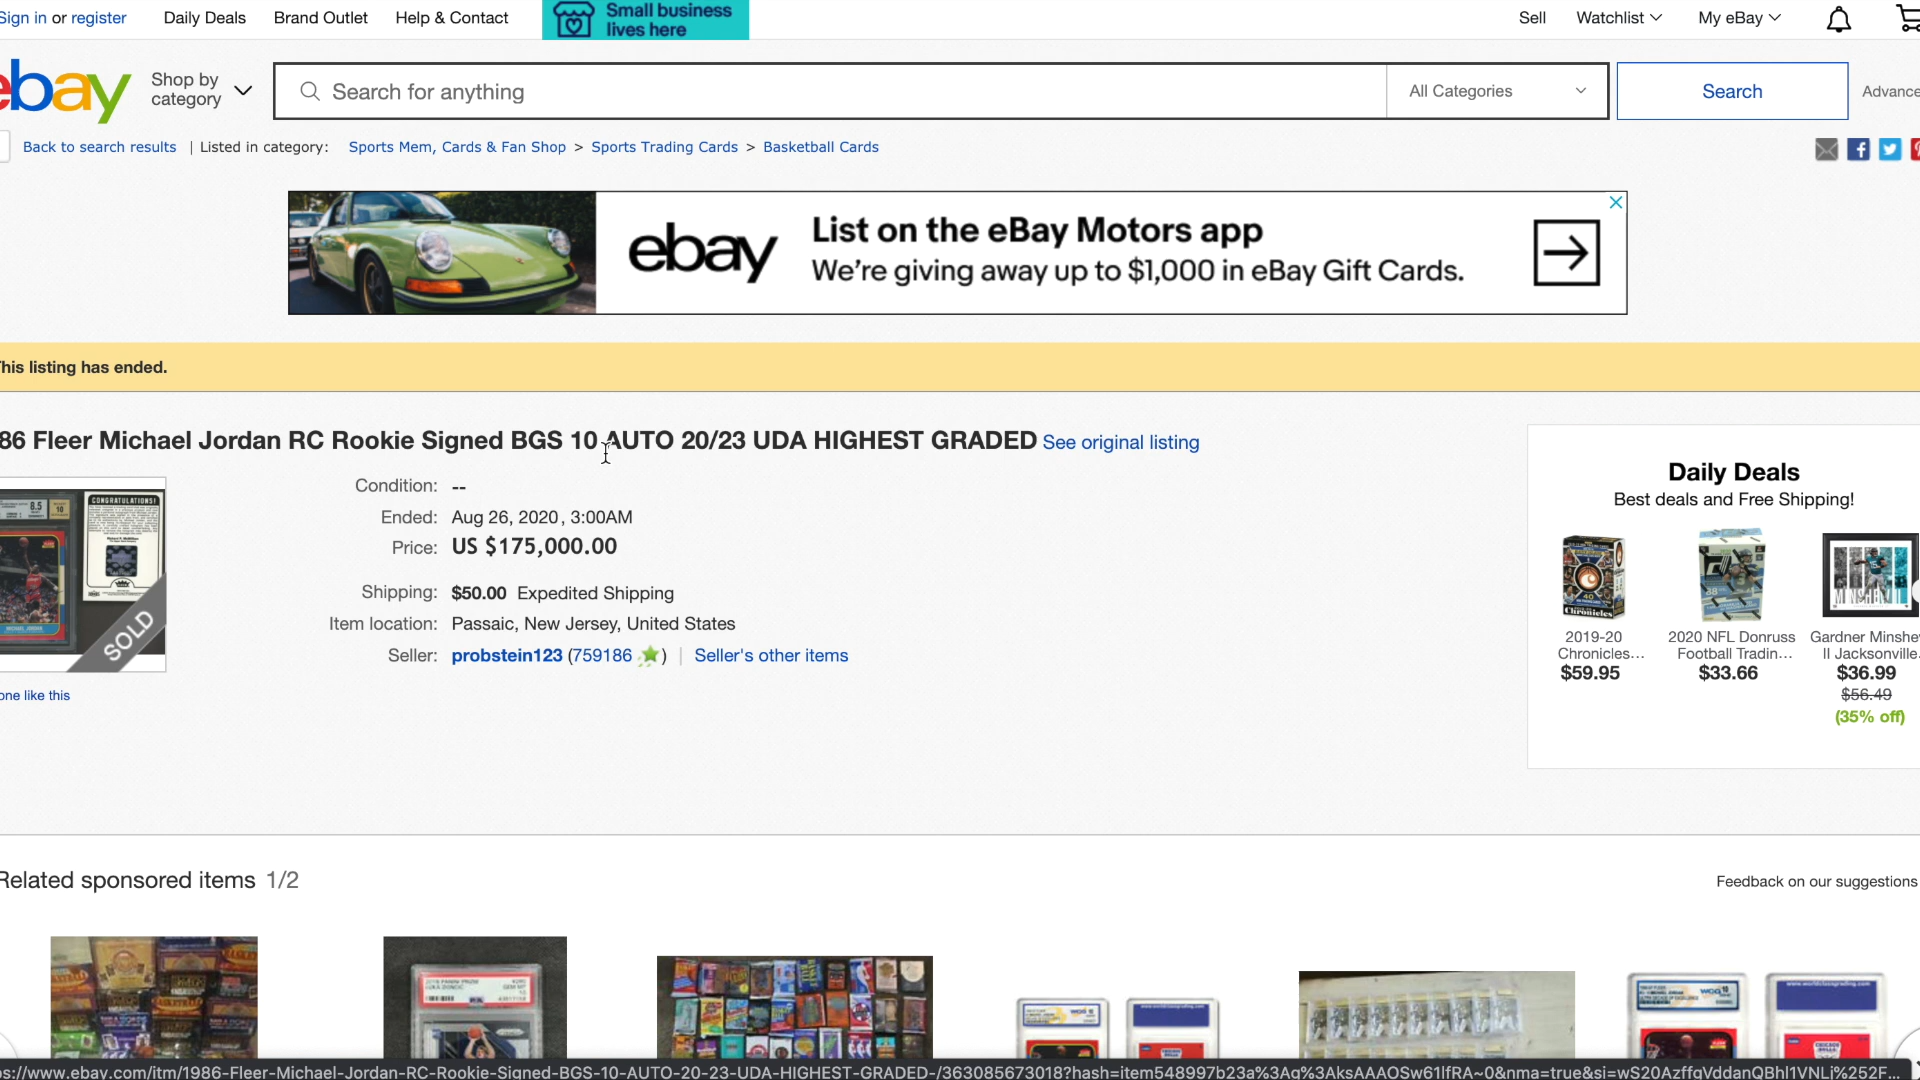 Sign in or register Daily Deals Brand Outlet Help & Contact
Small business
lives here
Sell Watchlist My eBay
ebay
Shop by
category
Search for anything
All Categories
Search
Advance
Back to search results | Listed in category: Sports Mem, Cards & Fan Shop > Sports Trading Cards > Basketball Cards
ebay
List on the eBay Motors app
We're giving away up to $1,000 in eBay Gift Cards.
his listing has ended.
86 Fleer Michael Jordan RC Rookie Signed BGS 10 AUTO 20/23 UDA HIGHEST GRADED See original listing
Condition: --
Ended: Aug 26, 2020, 3:00AM
Price: US $175,000.00
Shipping: $50.00 Expedited Shipping
Item location: Passaic, New Jersey, United States
Seller: probstein123 (759186) | Seller's other items
CONGRATULATIONS!
8.5
10
SOLD
one like this
Daily Deals
Best deals and Free Shipping!
2019-20
Chronicles...
$59.95
2020 NFL Donruss
Football Tradin...
$33.66
Gardner Minshe
II Jacksonville
$36.99
$56.49
(35% off)
Related sponsored items 1/2
Feedback on our suggestions
s://www.ebay.com/itm/1986-Fleer-Michael-Jordan-RC-Rookie-Signed-BGS-10-AUTO-20-23-UDA-HIGHEST-GRADED-/363085673018?hash=item548997b23a%3Ag%3AksAAAOSw61lfRA~0&nma=true&si=wS20AzffqVddanQBhl1VNLj%252F...